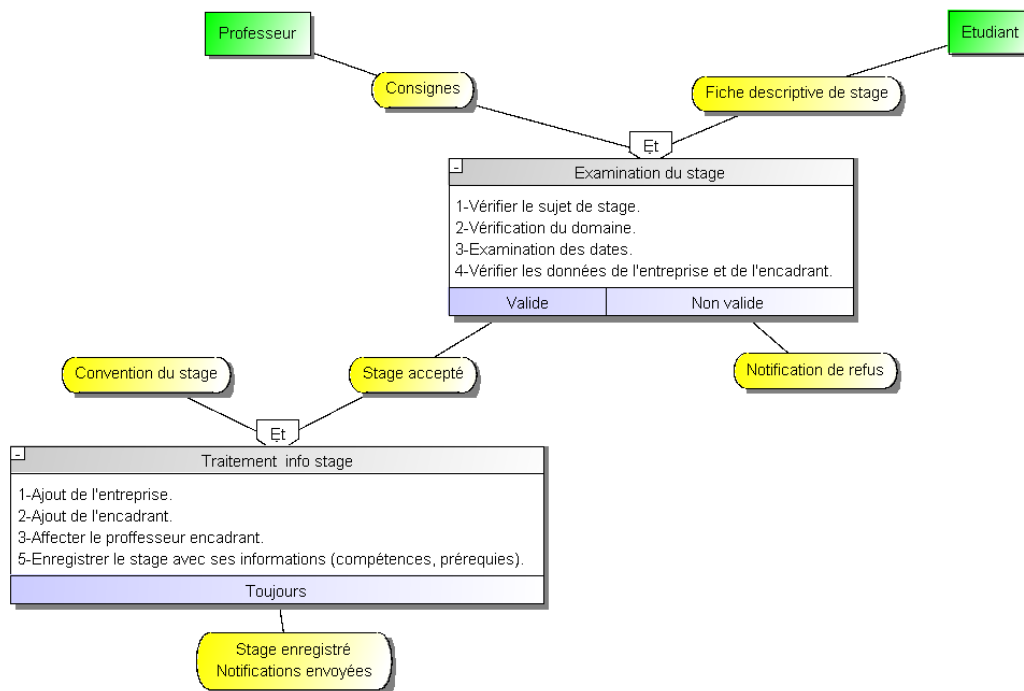 Professeur
Etudiant
Consignes
Fiche descriptive de stage
Et
Examination du stage
1-Vérifier le sujet de stage.
2-Vérification du domaine.
3-Examination des dates.
4-Vérifier les données de l'entreprise et de l'encadrant.
Valide
Non valide
Convention du stage
Stage accepté
Notification de refus
Et
Traitement info stage
1-Ajout de l'entreprise.
2-Ajout de l'encadrant.
3-Affecter le proffesseur encadrant.
5-Enregistrer le stage avec ses informations (compétences, prérequies).
Toujours
Stage enregistré
Notifications envoyées